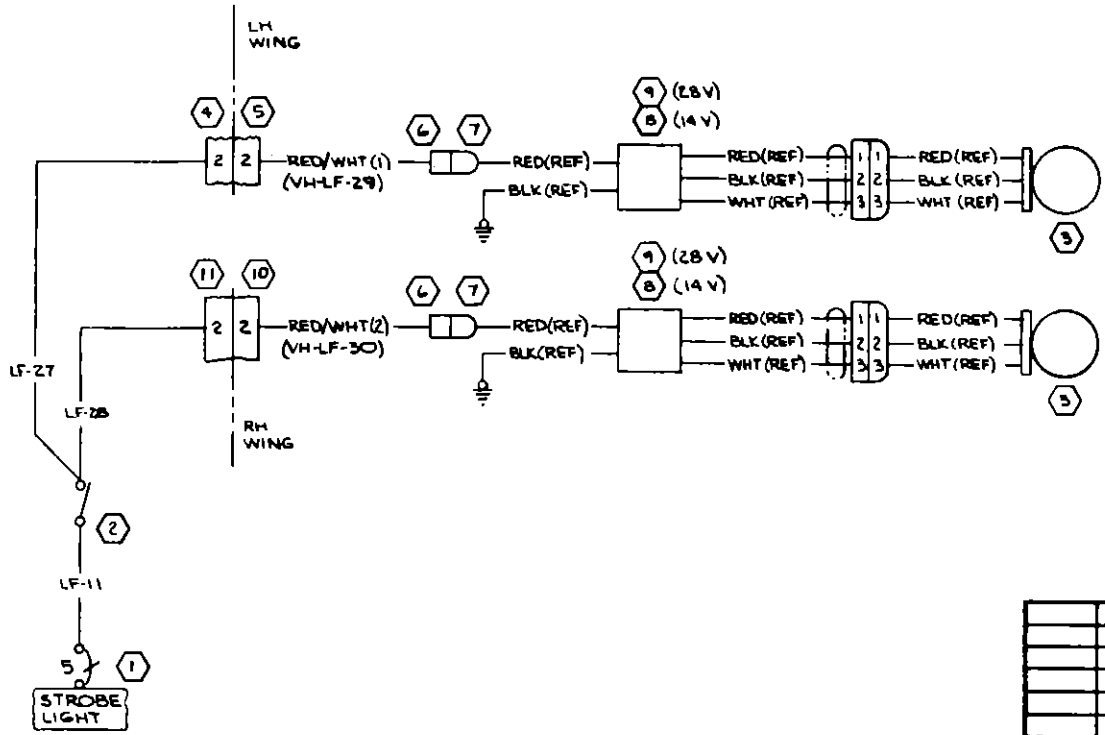 LH
WING
4 5
9 (28 V)
8 (14 V)
6 7
2 2
RED/WHT(1)
(VH-LF-29)
RED(REF)
BLK(REF)
RED(REF)
BLK(REF)
WHT(REF)
1 1
2 2
3 3
RED(REF)
BLK(REF)
WHT(REF)
3
11 10
9 (28 V)
8 (14 V)
6 7
2 2
RED/WHT(2)
(VH-LF-30)
RED(REF)
BLK(REF)
RED(REF)
BLK(REF)
WHT(REF)
1 1
2 2
3 3
RED(REF)
BLK(REF)
WHT(REF)
3
LF-27
LF-28
RH
WING
2
LF-11
5
1
STROBE
LIGHT